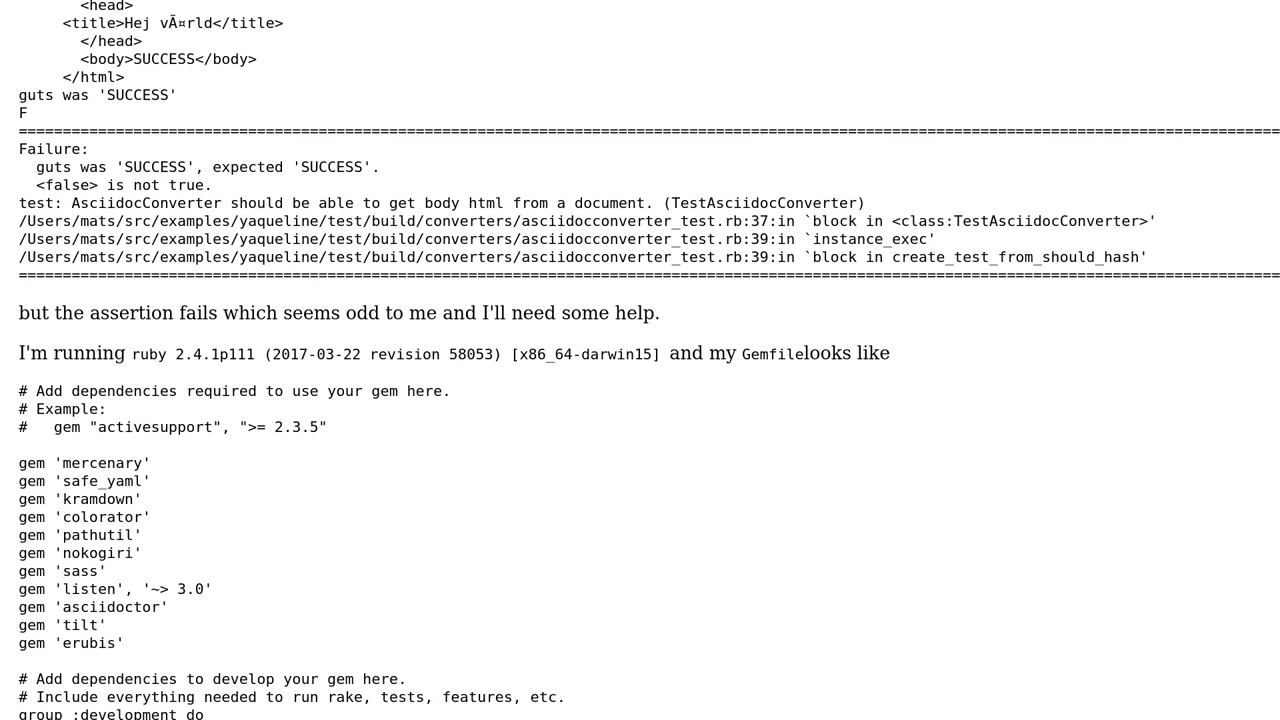 <head>
<title>Hej vÃ¤rld</title>
</head>
<body>SUCCESS</body>
</html>
guts was 'SUCCESS'
F
================================================================================================================================================
Failure:
guts was 'SUCCESS', expected 'SUCCESS'.
<false> is not true.
test: AsciidocConverter should be able to get body html from a document. (TestAsciidocConverter)
/Users/mats/src/examples/yaqueline/test/build/converters/asciidocconverter_test.rb:37:in `block in <class:TestAsciidocConverter>'
/Users/mats/src/examples/yaqueline/test/build/converters/asciidocconverter_test.rb:39:in `instance_exec'
/Users/mats/src/examples/yaqueline/test/build/converters/asciidocconverter_test.rb:39:in `block in create_test_from_should_hash'
================================================================================================================================================
but the assertion fails which seems odd to me and I'll need some help.
I'm running ruby 2.4.1p111 (2017-03-22 revision 58053) [x86_64-darwin15] and my Gemfilelooks like
# Add dependencies required to use your gem here.
# Example:
#   gem "activesupport", ">= 2.3.5"
gem 'mercenary'
gem 'safe_yaml'
gem 'kramdown'
gem 'colorator'
gem 'pathutil'
gem 'nokogiri'
gem 'sass'
gem 'listen', '~> 3.0'
gem 'asciidoctor'
gem 'tilt'
gem 'erubis'
# Add dependencies to develop your gem here.
# Include everything needed to run rake, tests, features, etc.
group :development do